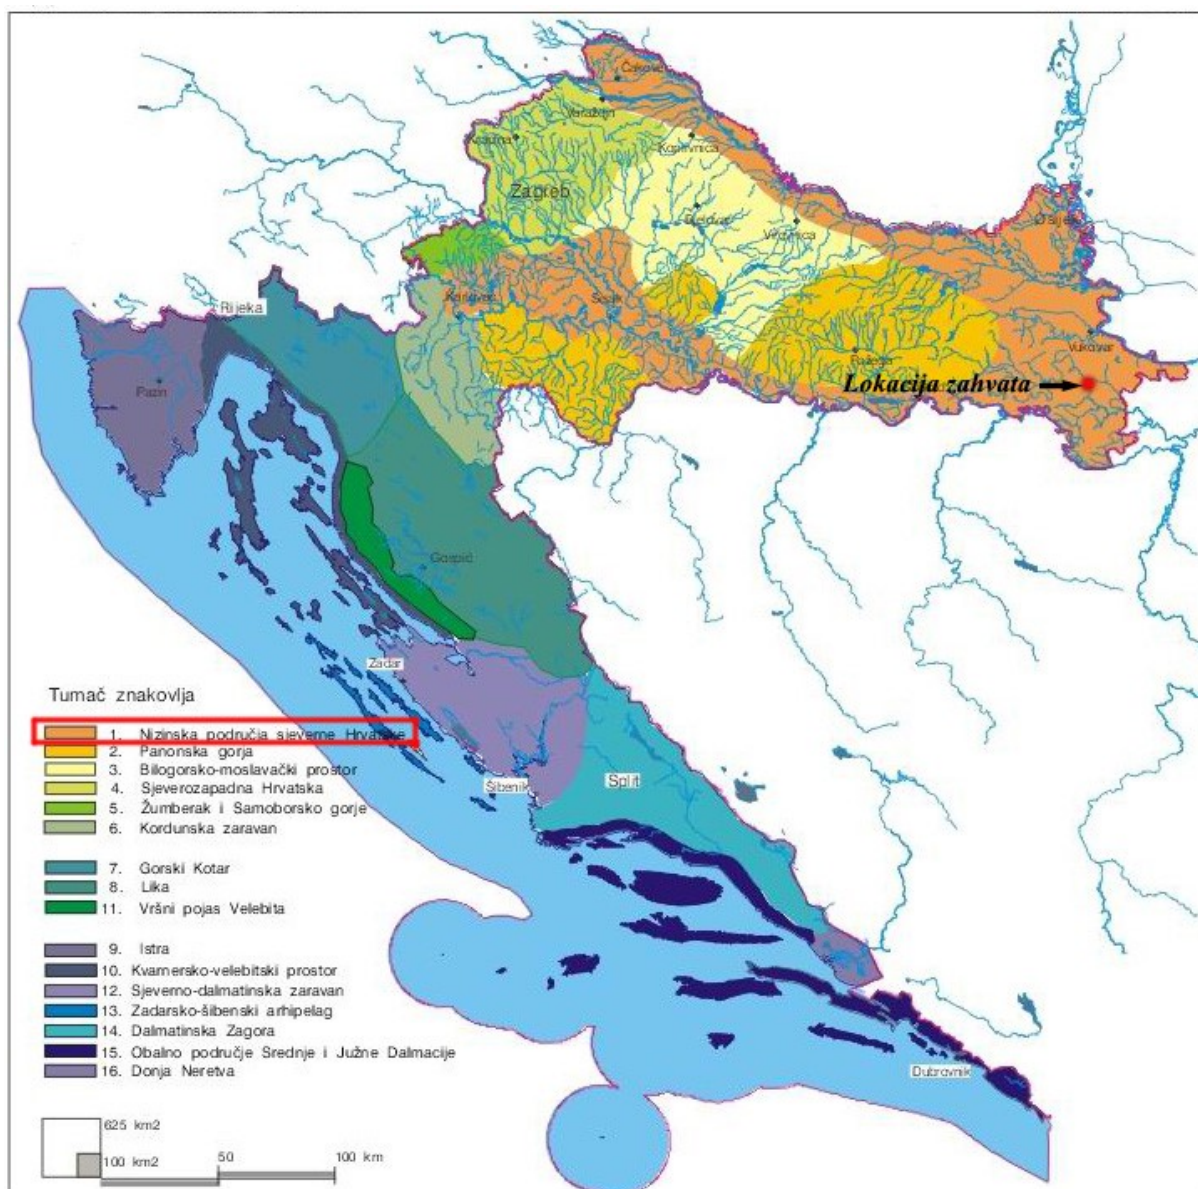 Čakovec
Varaždin
Krapina
Koprivnica
Zagreb
Bjelovar
Virovitica
Osijek
Rijeka
Karlovac
Sisak
Vukovar
Požega
Lokacija zahvata
Pazin
Gospić
Zadar
Tumač znakovlja
1. Nizinska područja sjeverne Hrvatske
2. Panonska gorja
3. Bilogorsko-moslavački prostor
4. Sjeverozapadna Hrvatska
5. Žumberak i Samoborsko gorje
6. Kordunska zaravan
Šibenik
Split
7. Gorski Kotar
8. Lika
11. Vršni pojas Velebita
9. Istra
10. Kvarnersko-velebitski prostor
12. Sjeverno-dalmatinska zaravan
13. Zadarsko-šibenski arhipelag
14. Dalmatinska Zagora
15. Obalno područje Srednje i Južne Dalmacije
16. Donja Neretva
Dubrovnik
625 km2
100 km2
50
100 km